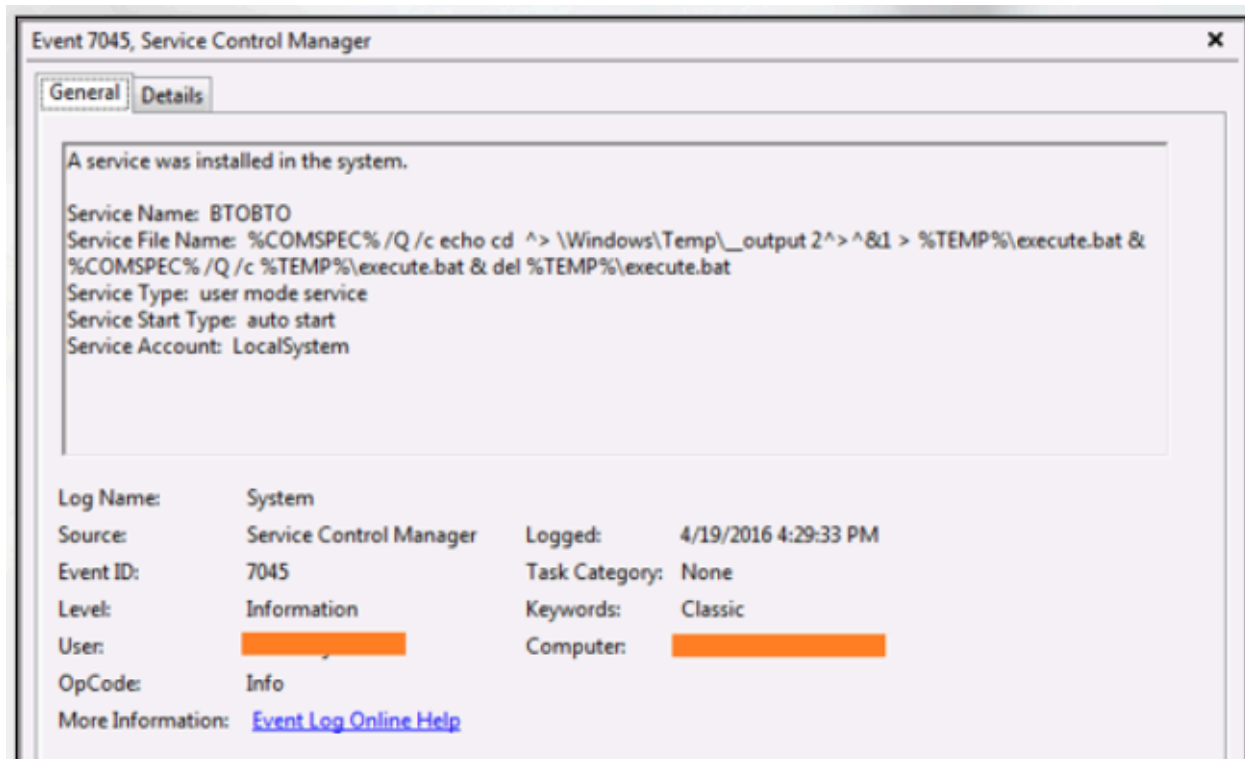 Event 7045, Service Control Manager
General Details
A service was installed in the system.
Service Name: BTOBTO
Service File Name: %COMSPEC% /Q /c echo cd ^> \Windows\Temp\__output 2^>^&1 > %TEMP%\execute.bat &
%COMSPEC% /Q /c %TEMP%\execute.bat & del %TEMP%\execute.bat
Service Type: user mode service
Service Start Type: auto start
Service Account: LocalSystem
Log Name: System
Source: Service Control Manager Logged: 4/19/2016 4:29:33 PM
Event ID: 7045 Task Category: None
Level: Information Keywords: Classic
User: Computer:
OpCode: Info
More Information: Event Log Online Help